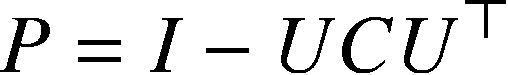 P = I − UCU⊤